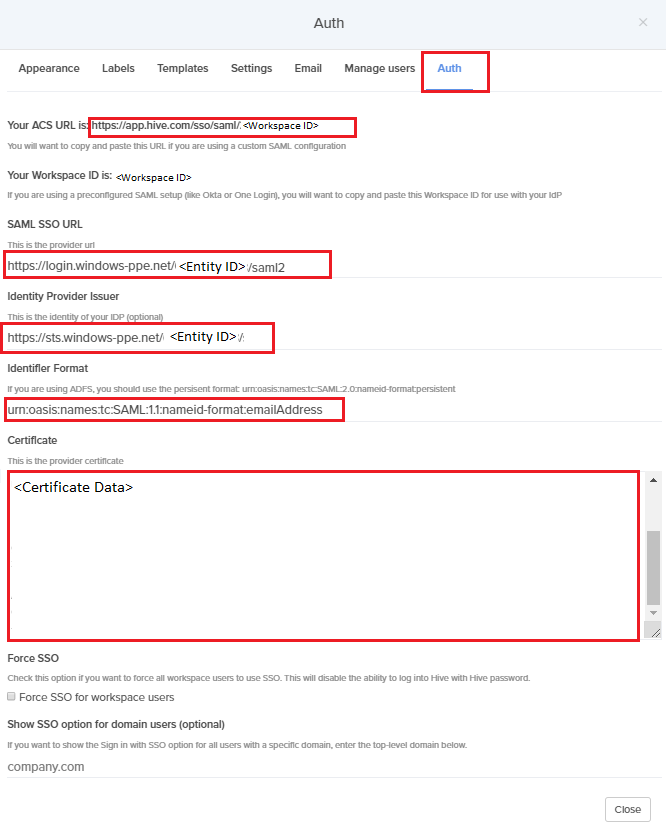 Auth
×
Appearance Labels Templates Settings Email Manage users Auth
Your ACS URL is: https://app.hive.com/sso/saml/ <Workspace ID>
You will want to copy and paste this URL if you are using a custom SAML configuration
Your Workspace ID is: <Workspace ID>
If you are using a preconfigured SAML setup (like Okta or One Login), you will want to copy and paste this Workspace ID for use with your IdP
SAML SSO URL
This is the provider url
https://login.windows-ppe.net/ <Entity ID> /saml2
Identity Provider Issuer
This is the identity of your IDP (optional)
https://sts.windows-ppe.net/ <Entity ID> /
Identifier Format
If you are using ADFS, you should use the persisent format: urn:oasis:names:tc:SAML:2.0:nameid-format:persistent
urn:oasis:names:tc:SAML:1.1:nameid-format:emailAddress
Certificate
This is the provider certificate
<Certificate Data>
Force SSO
Check this option if you want to force all workspace users to use SSO. This will disable the ability to log into Hive with Hive password.
Force SSO for workspace users
Show SSO option for domain users (optional)
If you want to show the Sign in with SSO option for all users with a specific domain, enter the top-level domain below.
company.com
Close